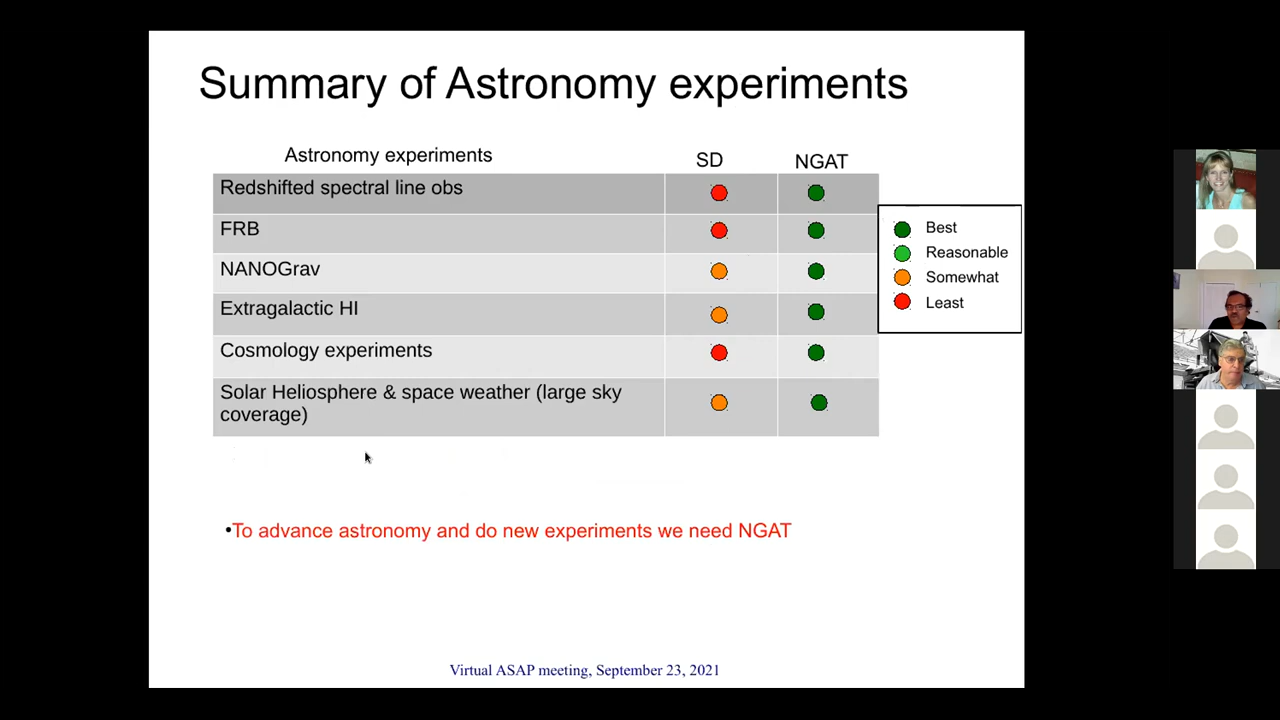 Summary of Astronomy experiments
Astronomy experiments SD NGAT
Redshifted spectral line obs
FRB
NANOGrav
Extragalactic HI
Cosmology experiments
Solar Heliosphere & space weather (large sky
coverage)
Best
Reasonable
Somewhat
Least
•To advance astronomy and do new experiments we need NGAT
Virtual ASAP meeting, September 23, 2021